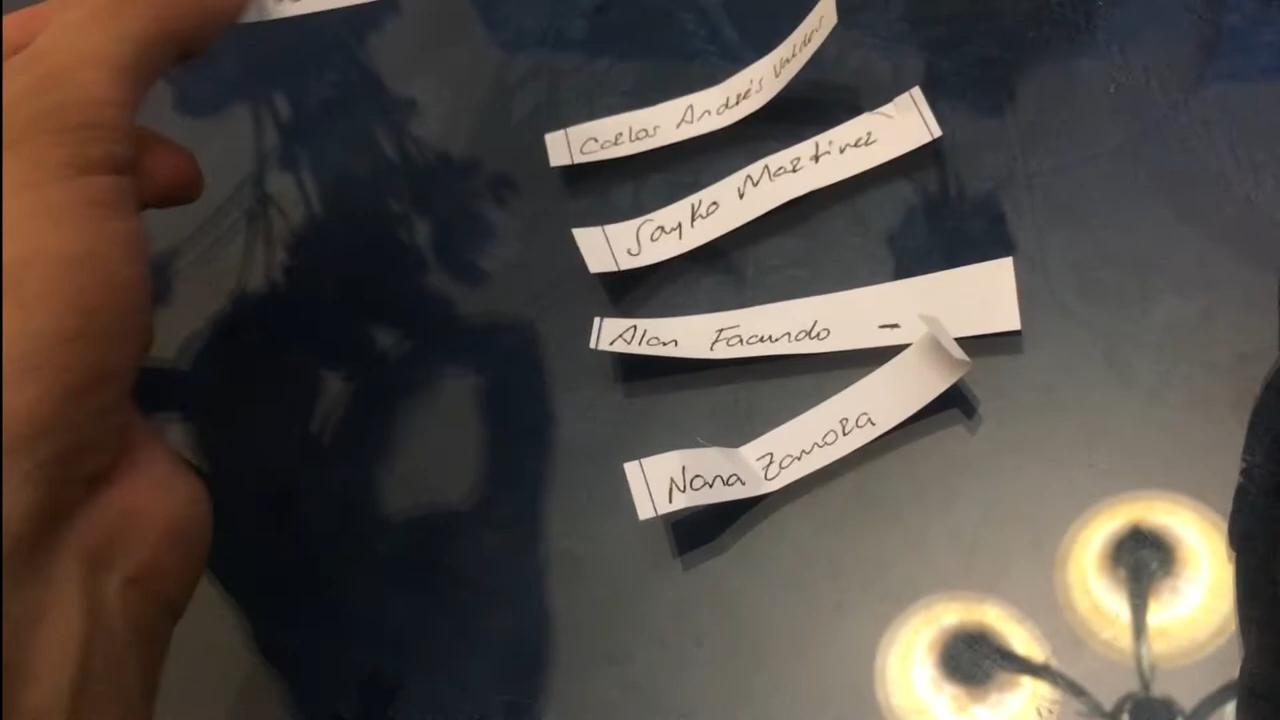 Carlos Andrés Valdes
Sayko Martinez
Alan Facundo -
Nana Zamora